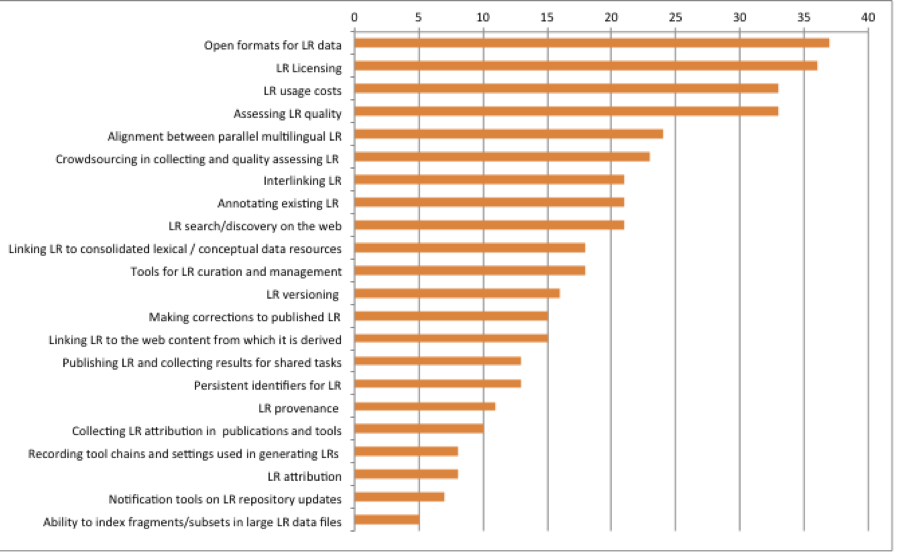 0 5 10 15 20 25 30 35 40
Open formats for LR data
LR Licensing
LR usage costs
Assessing LR quality
Alignment between parallel multilingual LR
Crowdsourcing in collecting and quality assessing LR
Interlinking LR
Annotating existing LR
LR search/discovery on the web
Linking LR to consolidated lexical / conceptual data resources
Tools for LR curation and management
LR versioning
Making corrections to published LR
Linking LR to the web content from which it is derived
Publishing LR and collecting results for shared tasks
Persistent identifiers for LR
LR provenance
Collecting LR attribution in publications and tools
Recording tool chains and settings used in generating LRs
LR attribution
Notification tools on LR repository updates
Ability to index fragments/subsets in large LR data files